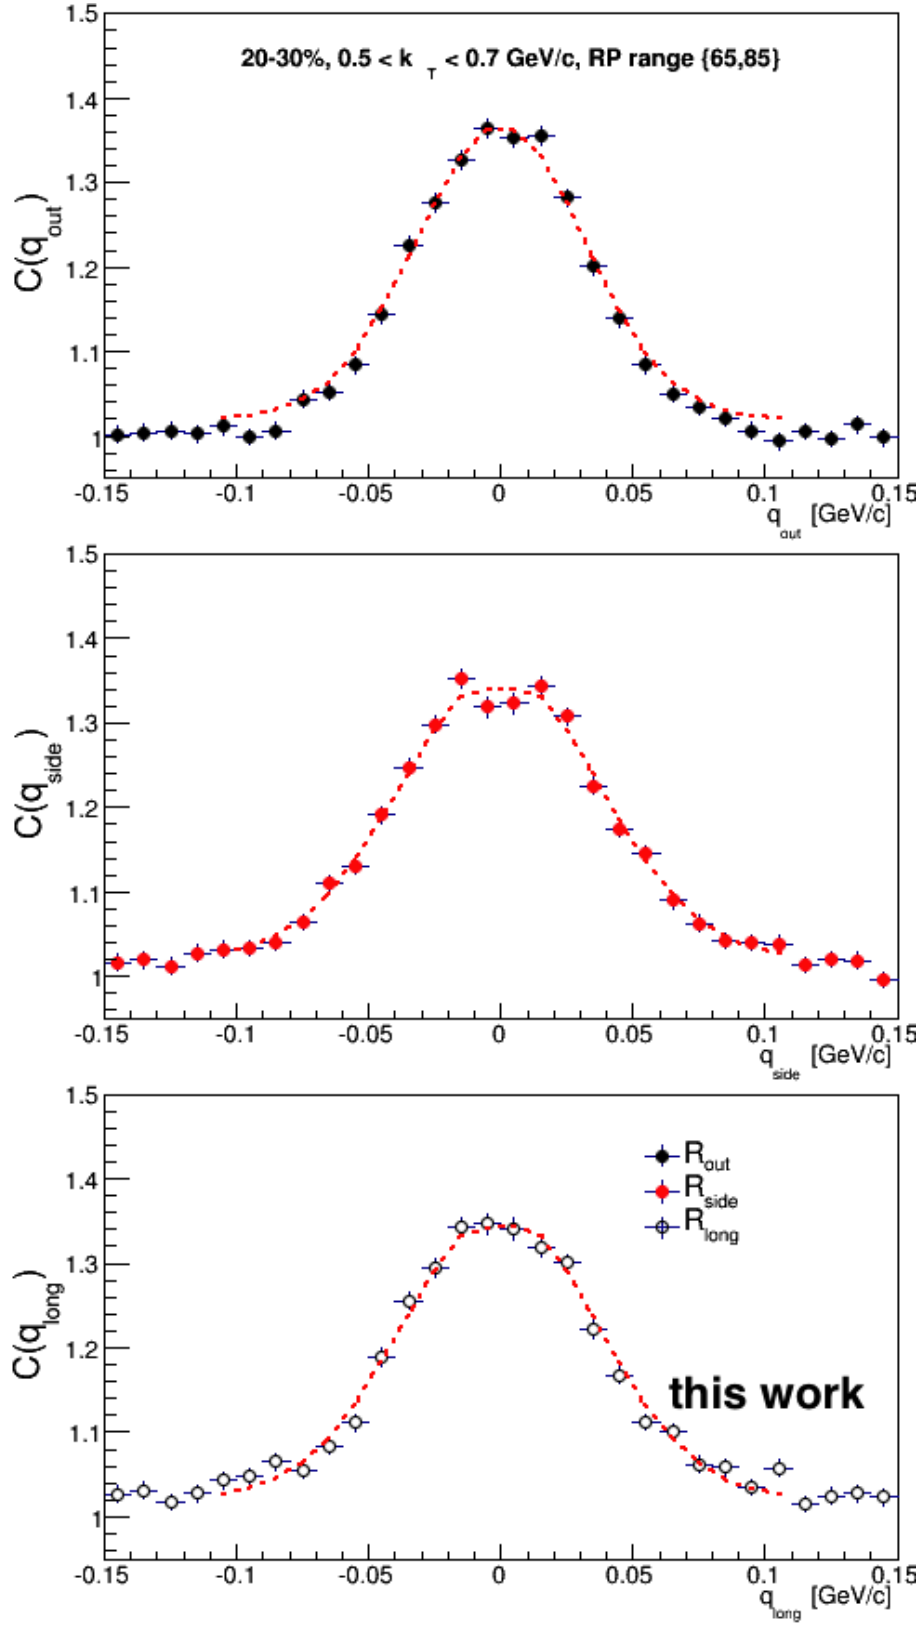 1.5
20-30%, 0.5 < k_T < 0.7 GeV/c, RP range {65,85}
1.4
1.3
1.2
1.1
1
C(q_out)
-0.15 -0.1 -0.05 0 0.05 0.1 0.15
q_out [GeV/c]
1.5
1.4
1.3
1.2
1.1
1
C(q_side)
-0.15 -0.1 -0.05 0 0.05 0.1 0.15
q_side [GeV/c]
1.5
1.4
1.3
1.2
1.1
1
C(q_long)
R_out
R_side
R_long
this work
-0.15 -0.1 -0.05 0 0.05 0.1 0.15
q_long [GeV/c]